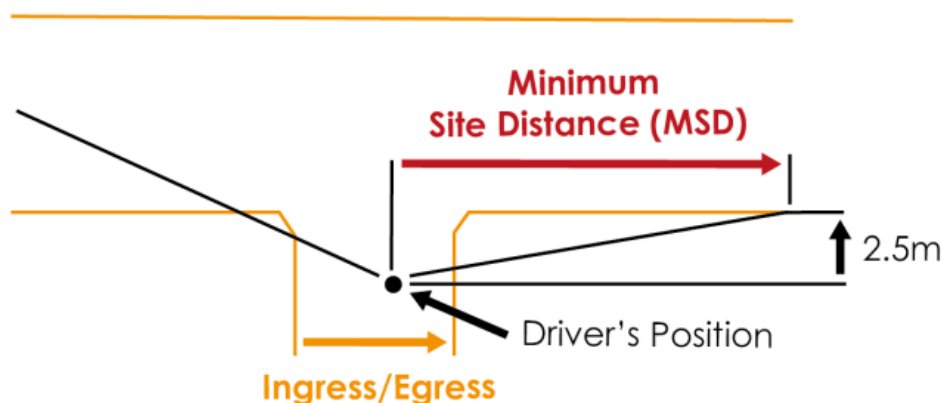 Minimum
Site Distance (MSD)
2.5m
Driver's Position
Ingress/Egress